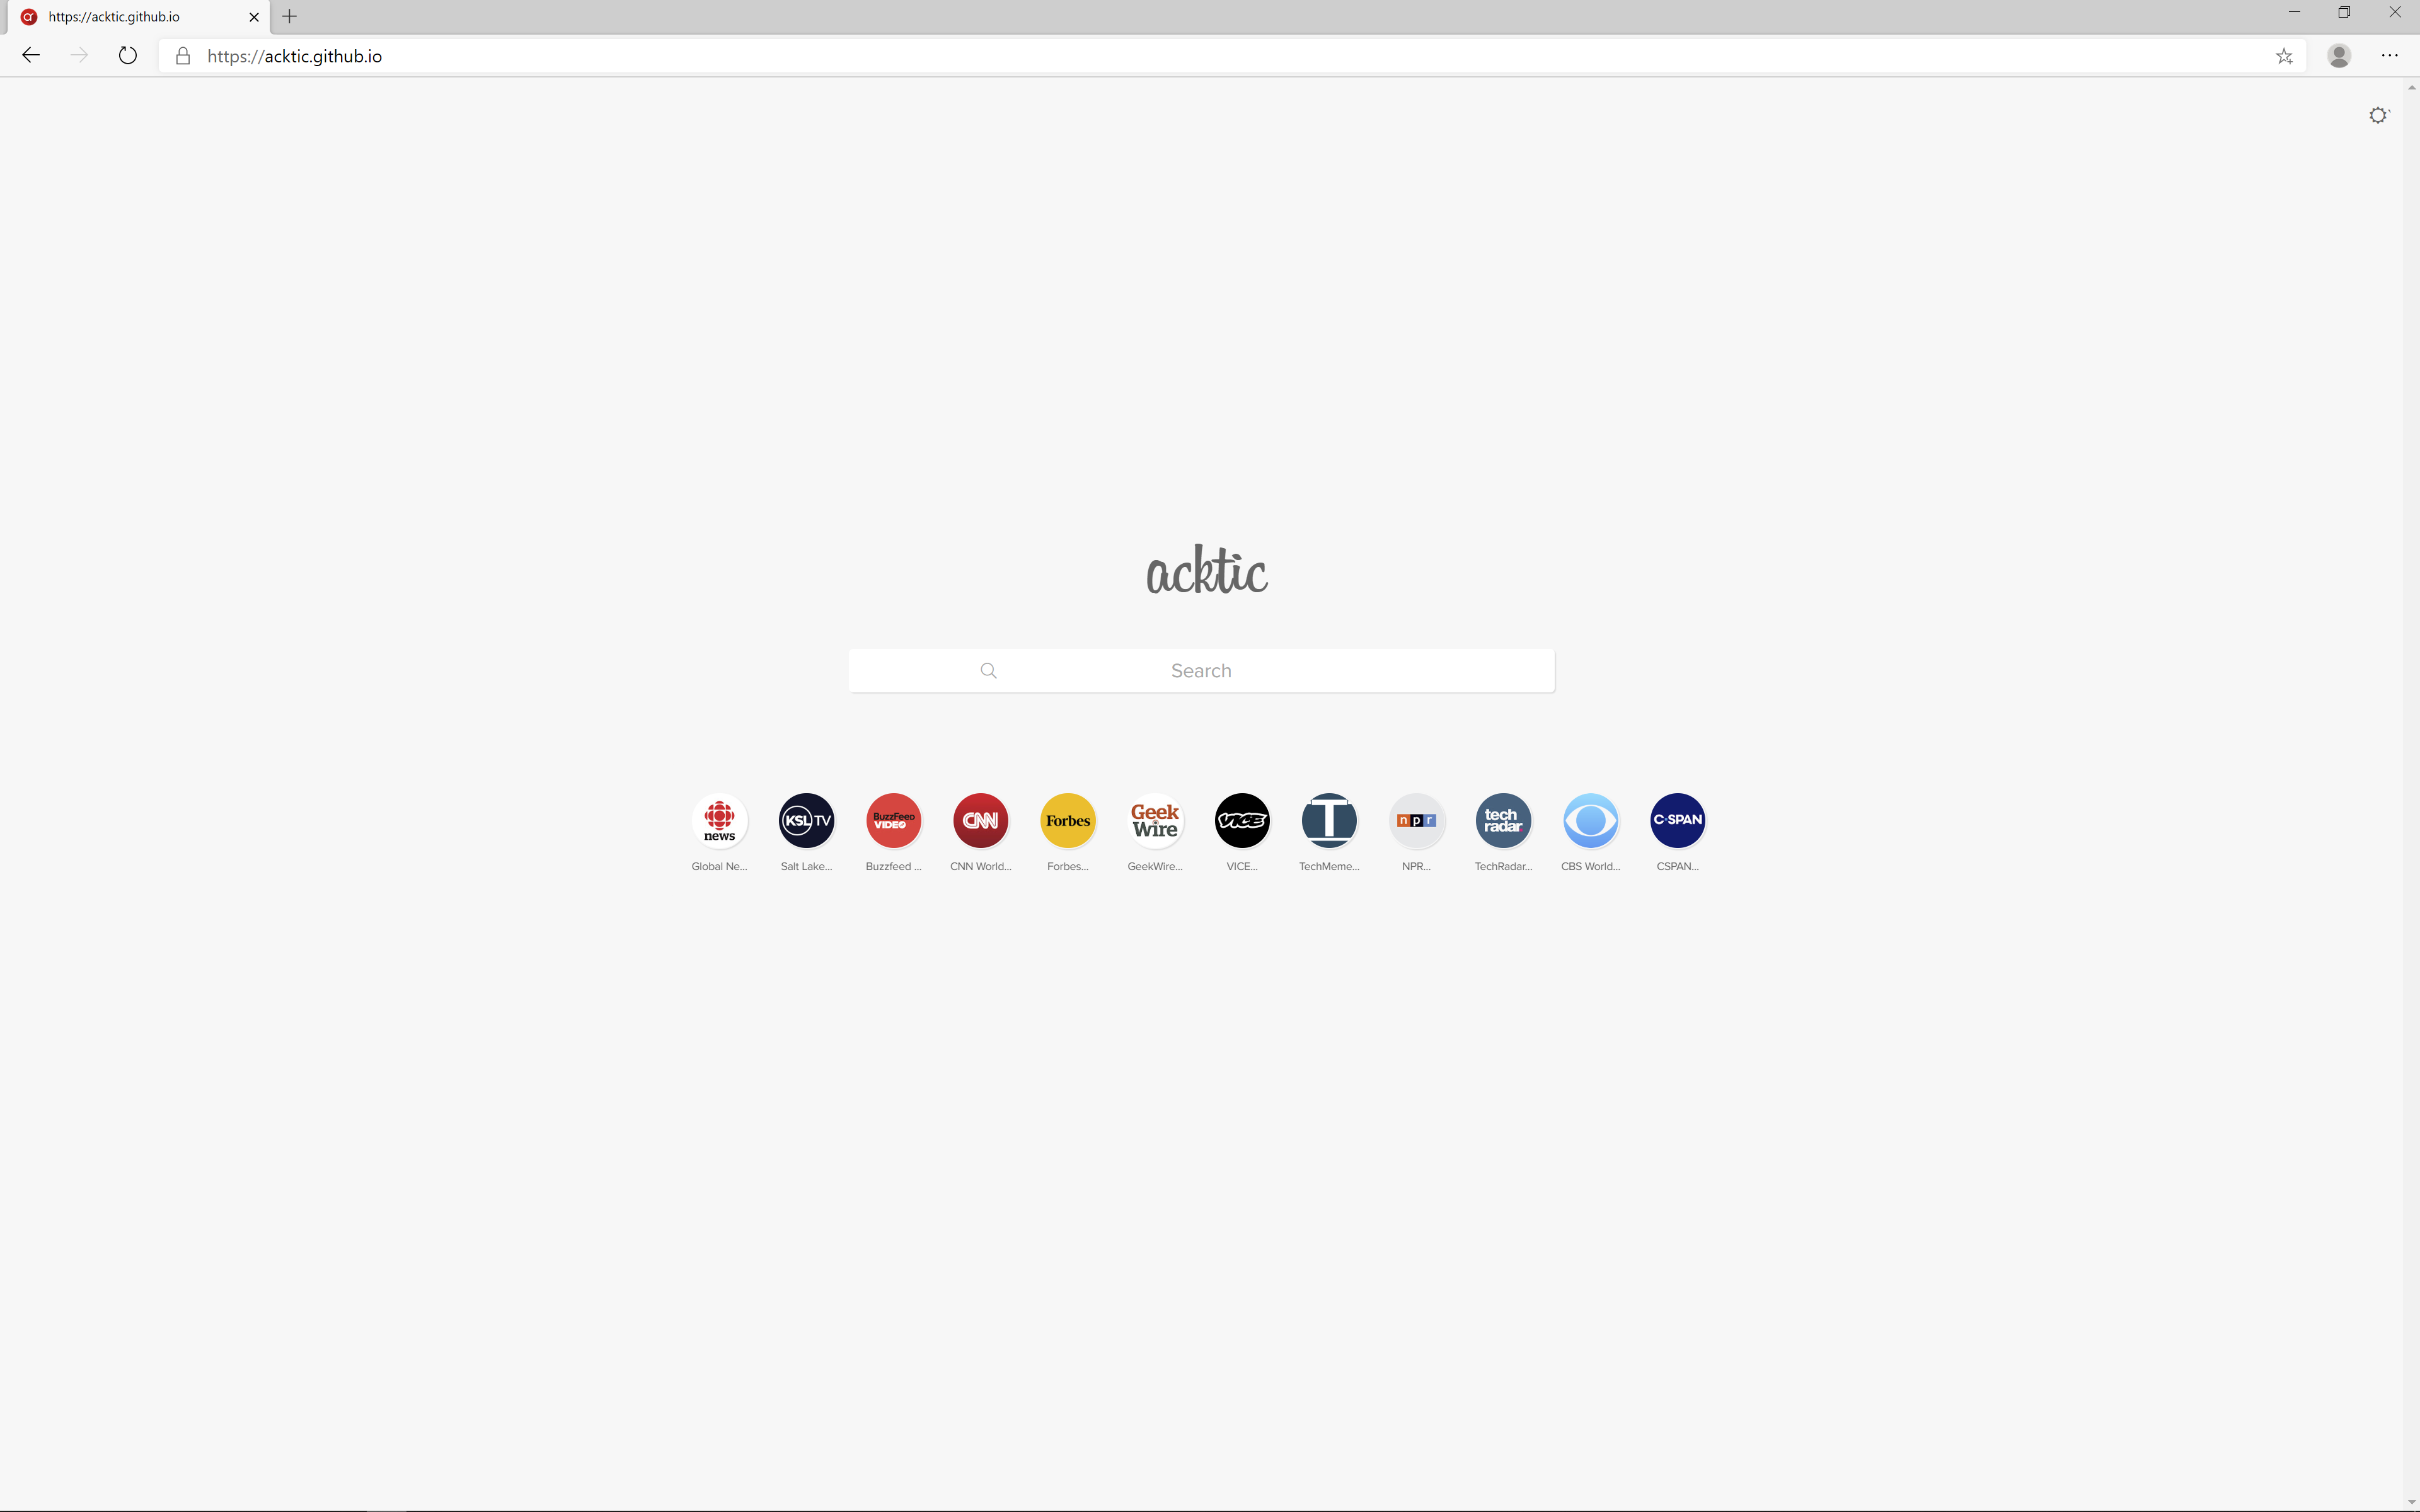 https://acktic.github.io
https://acktic.github.io
acktic
Search
news
KSL TV
BuzzFeed VIDEO
CNN
Forbes
Geek Wire
VICE
T
npr
tech radar
C-SPAN
Global Ne...
Salt Lake...
Buzzfeed ...
CNN World...
Forbes...
GeekWire...
VICE...
TechMeme...
NPR...
TechRadar...
CBS World...
CSPAN...